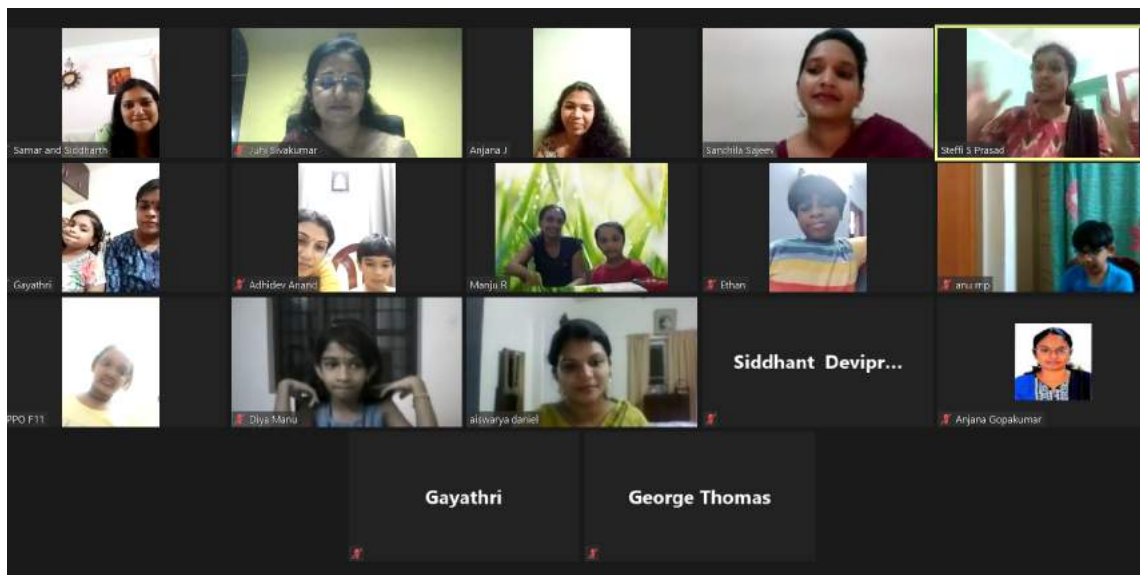 Samar and Siddharth
Juhi Sivakumar
Anjana J
Sanchila Sajeev
Steffi S Prasad
Gayathri
Adhidev Anand
Manju R
Ethan
anu mp
PPO F11
Diya Manu
aiswarya daniel
Siddhant Devipr...
Anjana Gopakumar
Gayathri
George Thomas